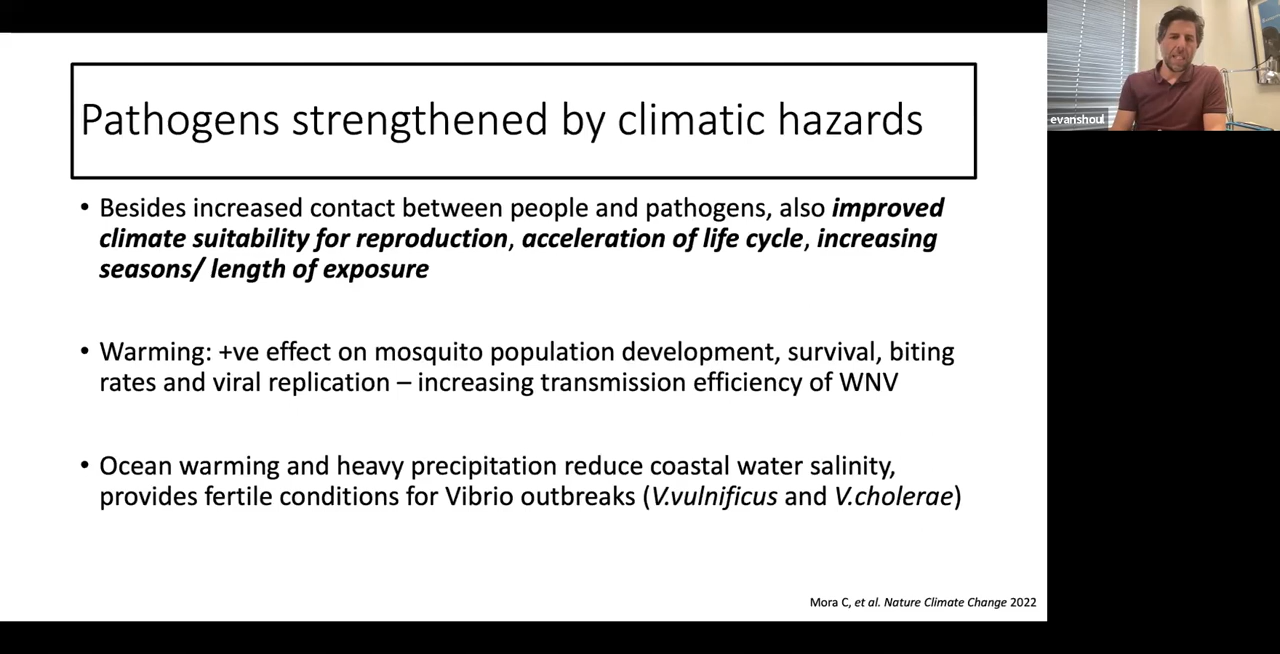 Pathogens strengthened by climatic hazards
• Besides increased contact between people and pathogens, also improved
climate suitability for reproduction, acceleration of life cycle, increasing
seasons/ length of exposure
• Warming: +ve effect on mosquito population development, survival, biting
rates and viral replication – increasing transmission efficiency of WNV
• Ocean warming and heavy precipitation reduce coastal water salinity,
provides fertile conditions for Vibrio outbreaks (V.vulnificus and V.cholerae)
Mora C, et al. Nature Climate Change 2022
evanshoul